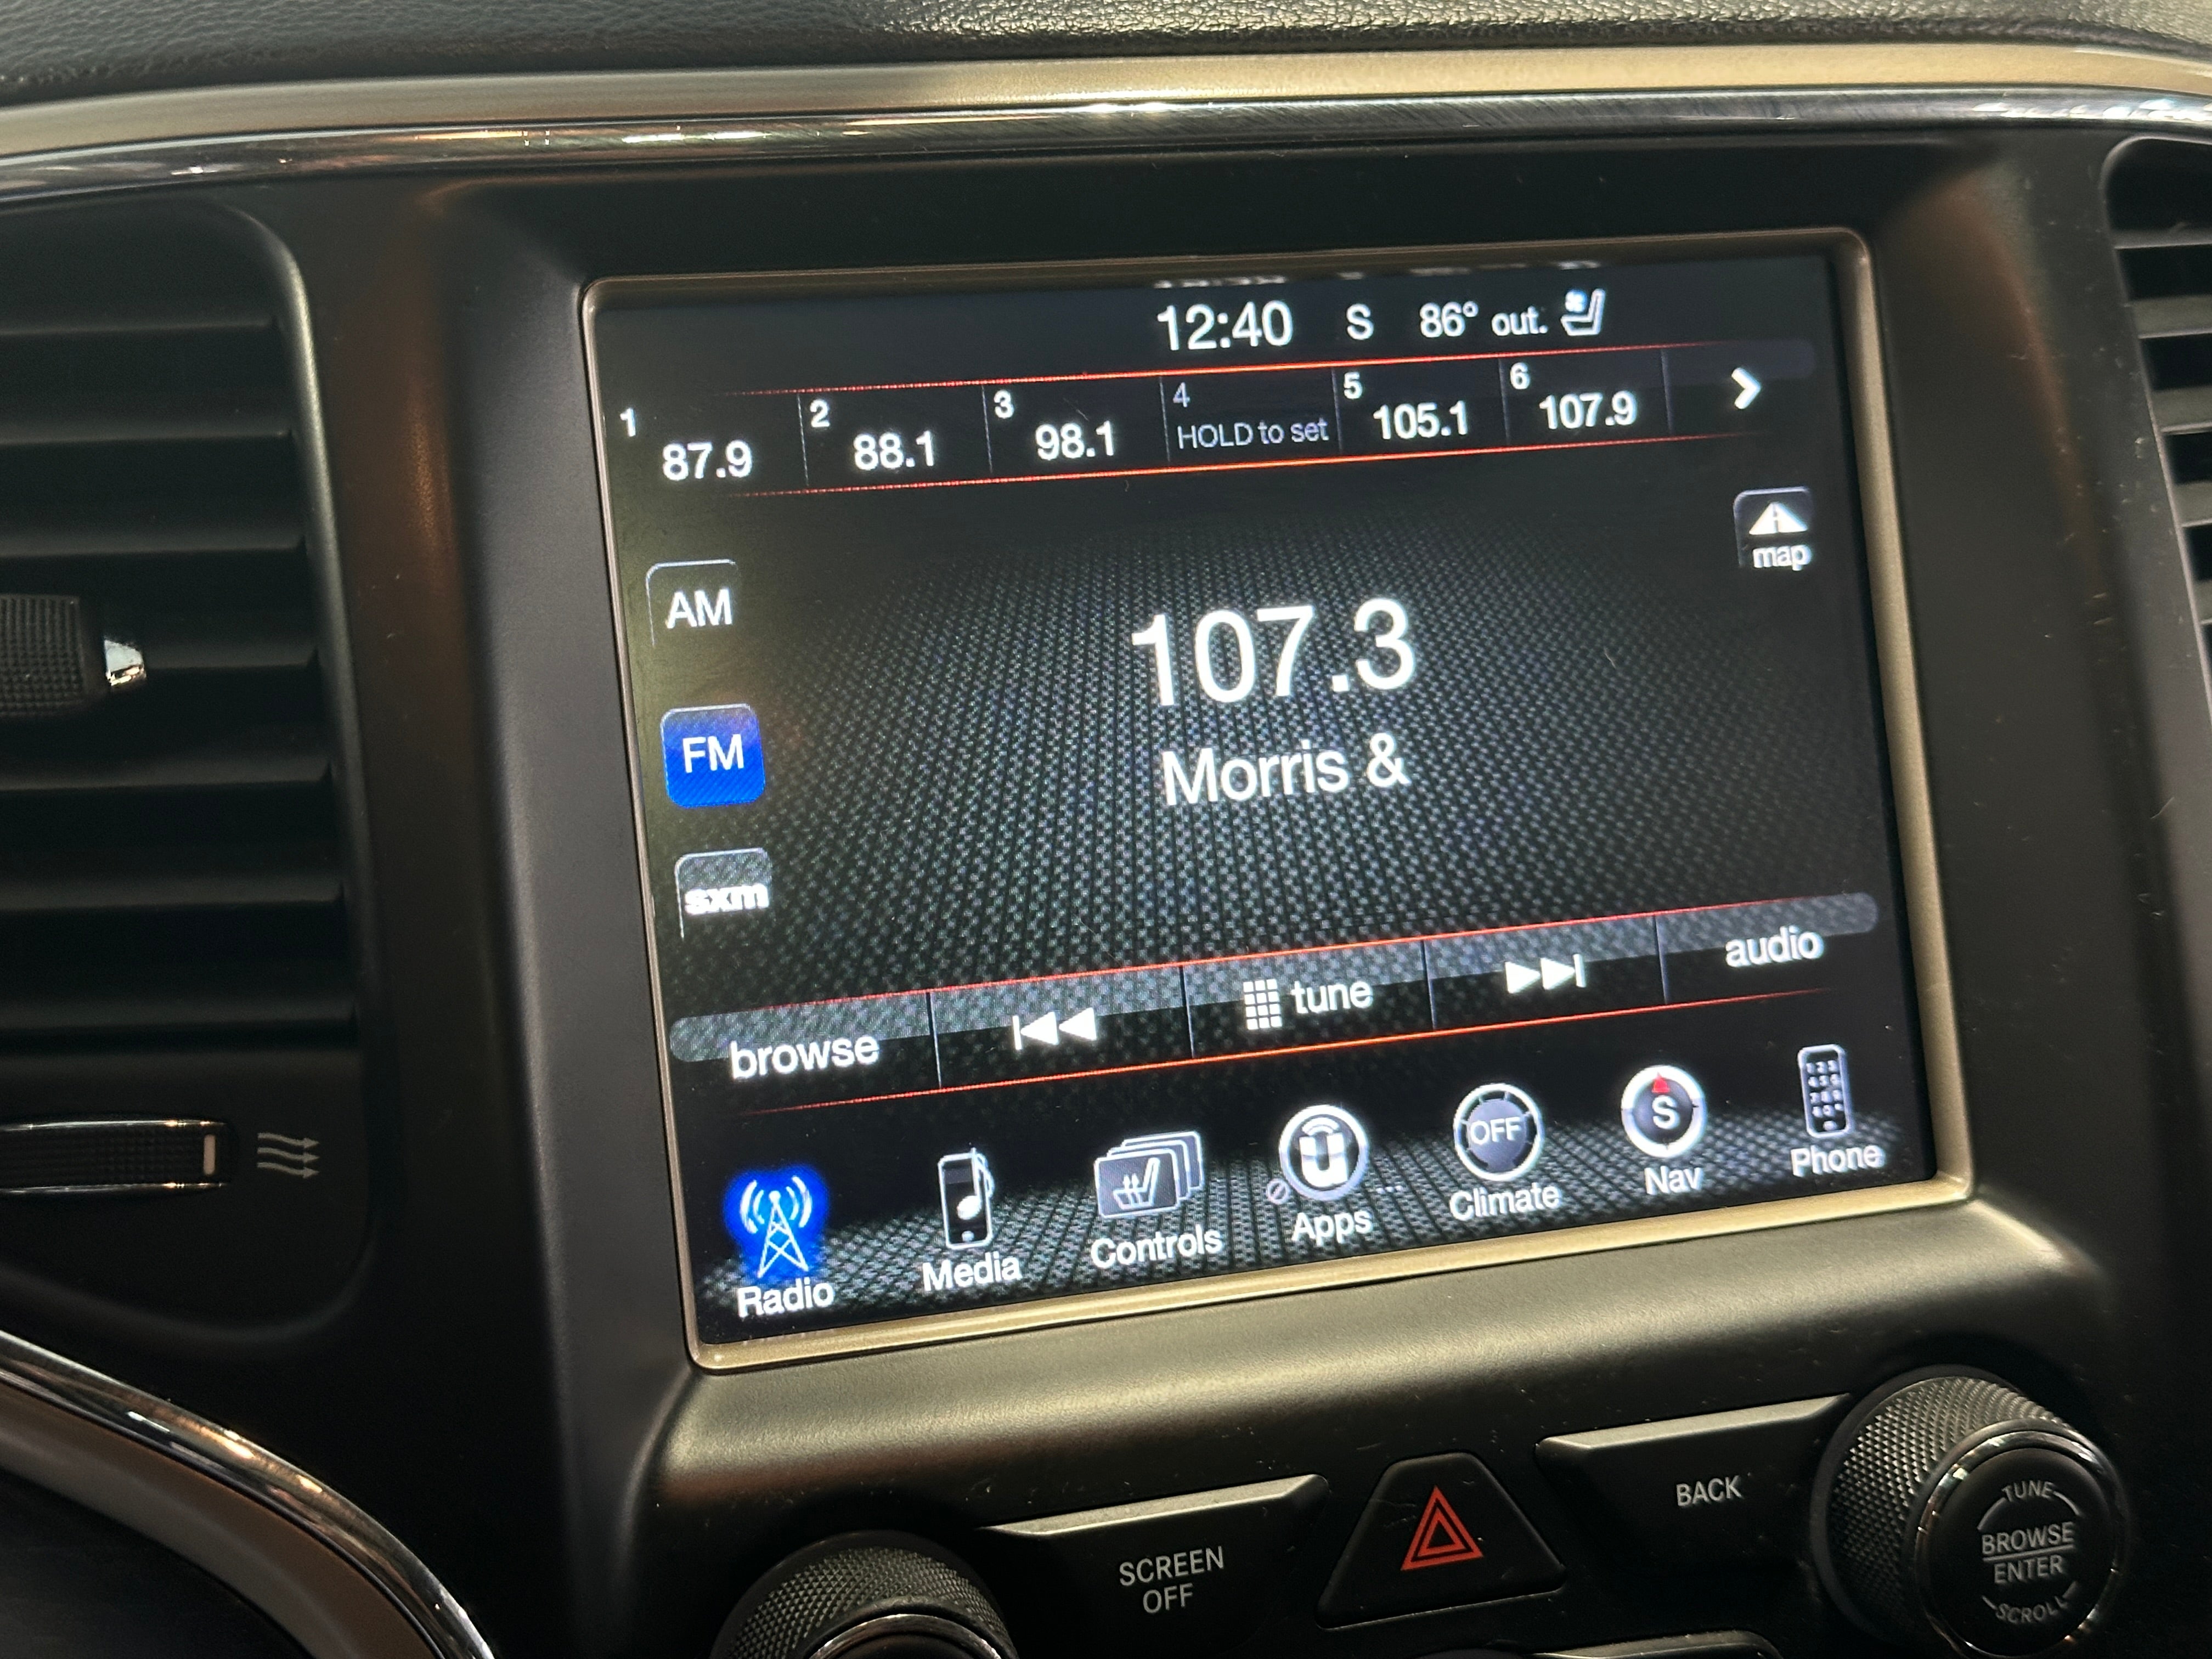 12:40 S 86° out.
1 87.9 2 88.1 3 98.1 4 HOLD to set 5 105.1 6 107.9
map
AM
107.3
FM
Morris &
sxm
browse tune audio
OFF S
Radio Media Controls Apps Climate Nav Phone
SCREEN
OFF
BACK
TUNE
BROWSE
ENTER
SCROLL